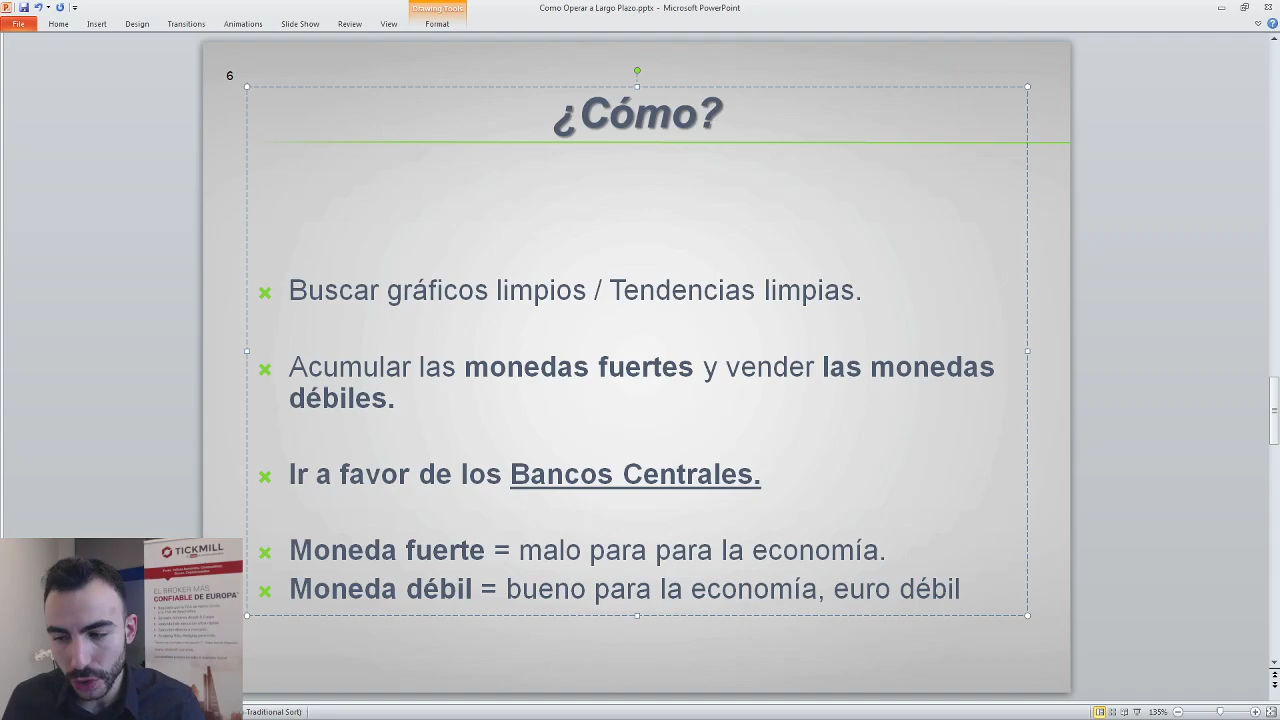 Drawing Tools
Como Operar a Largo Plazo.pptx - Microsoft PowerPoint
File Home Insert Design Transitions Animations Slide Show Review View Format
6
¿Cómo?
Buscar gráficos limpios / Tendencias limpias.
Acumular las monedas fuertes y vender las monedas
débiles.
Ir a favor de los Bancos Centrales.
Moneda fuerte = malo para para la economía.
Moneda débil = bueno para la economía, euro débil
TICKMILL
EL BRÓKER MÁS
CONFIABLE DE EUROPA*
-Traditional Sort)
135%